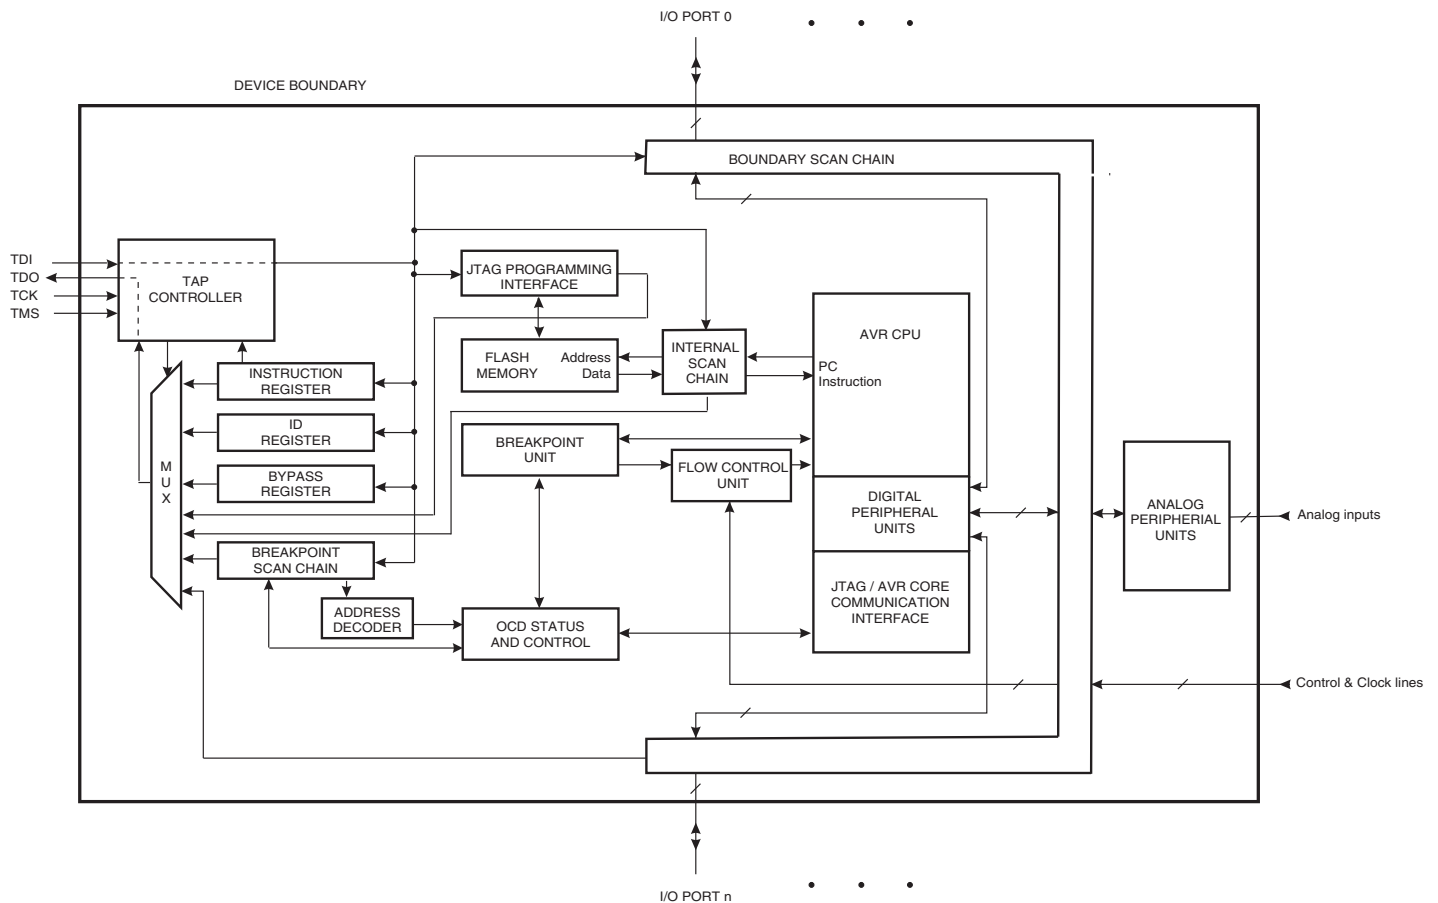 I/O PORT 0
DEVICE BOUNDARY
BOUNDARY SCAN CHAIN
TDI
TDO
TCK
TMS
TAP
CONTROLLER
JTAG PROGRAMMING
INTERFACE
AVR CPU
FLASH
MEMORY
Address
Data
INTERNAL
SCAN
CHAIN
PC
Instruction
INSTRUCTION
REGISTER
ID
REGISTER
BREAKPOINT
UNIT
FLOW CONTROL
UNIT
M
U
X
BYPASS
REGISTER
DIGITAL
PERIPHERAL
UNITS
ANALOG
PERIPHERIAL
UNITS
Analog inputs
BREAKPOINT
SCAN CHAIN
JTAG / AVR CORE
COMMUNICATION
INTERFACE
ADDRESS
DECODER
OCD STATUS
AND CONTROL
Control & Clock lines
I/O PORT n